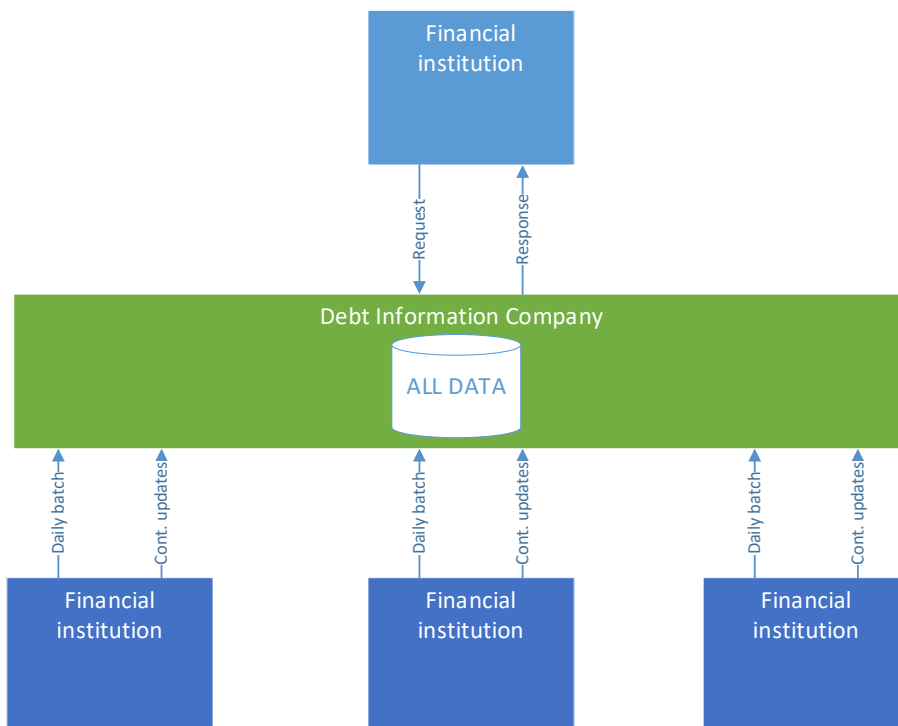 Financial
institution
Request
Response
Debt Information Company
ALL DATA
Daily batch
Cont. updates
Daily batch
Cont. updates
Daily batch
Cont. updates
Financial
institution
Financial
institution
Financial
institution